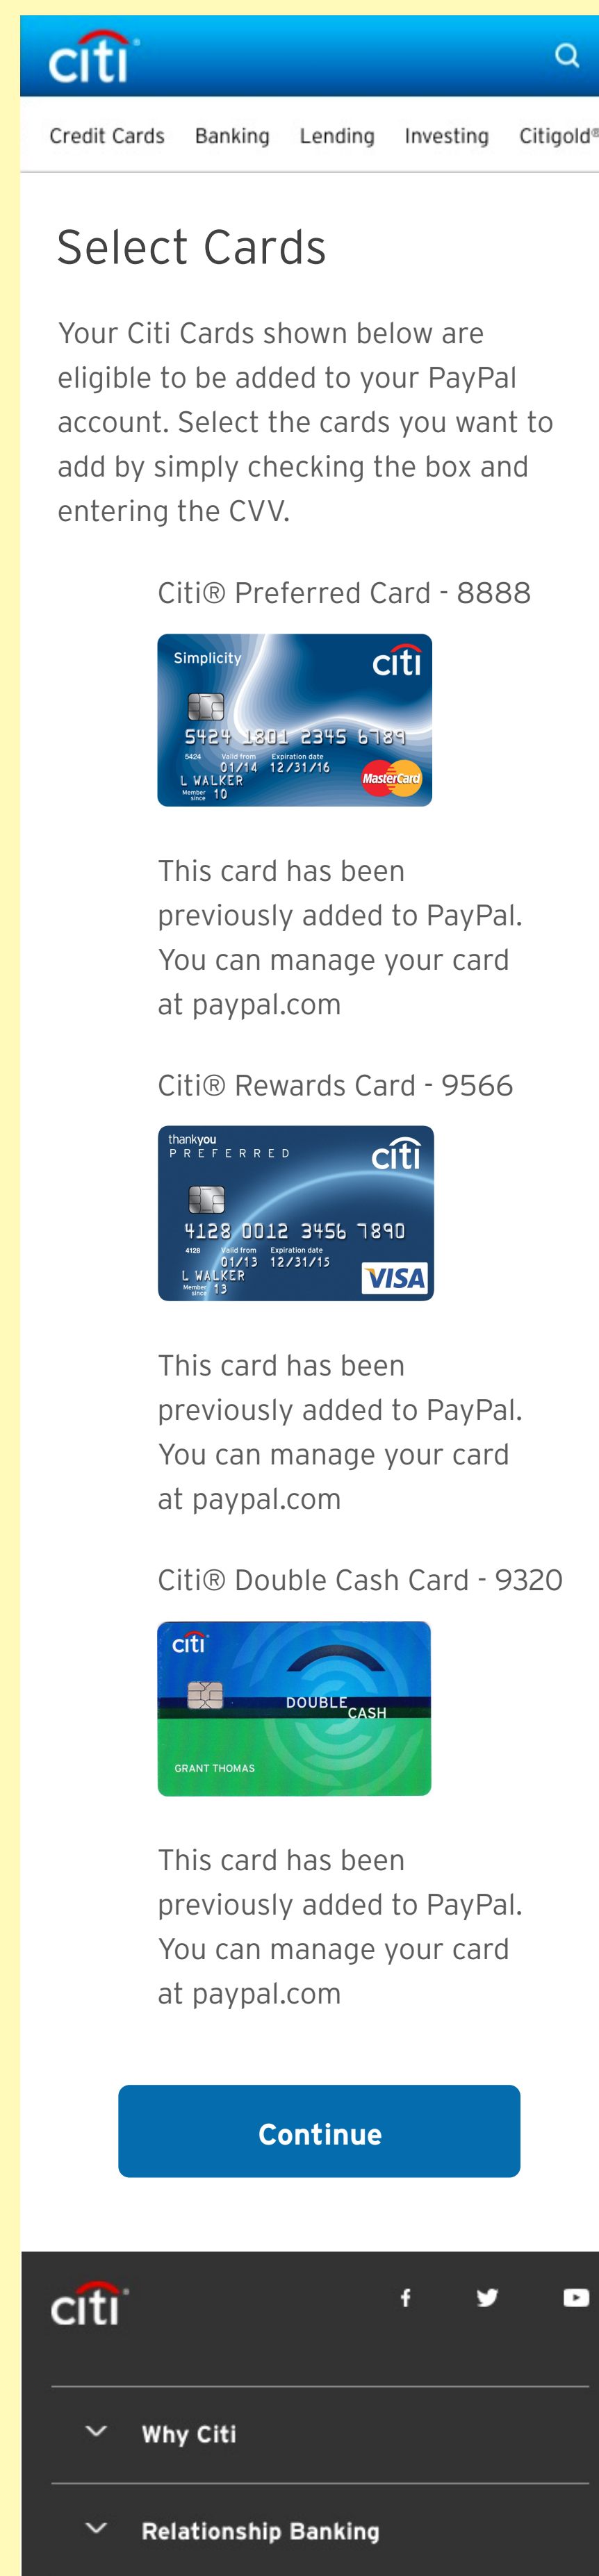 citi
Credit Cards Banking Lending Investing Citigold®
Select Cards
Your Citi Cards shown below are
eligible to be added to your PayPal
account. Select the cards you want to
add by simply checking the box and
entering the CVV.
Citi® Preferred Card - 8888
Simplicity citi
5424 1801 2345 6789
5424 Valid from Expiration date
01/14 12/31/16
L WALKER
Member since 10
MasterCard
This card has been
previously added to PayPal.
You can manage your card
at paypal.com
Citi® Rewards Card - 9566
thankyou
PREFERRED citi
4128 0012 3456 7890
4128 Valid from Expiration date
01/13 12/31/15
L WALKER
Member since 13
VISA
This card has been
previously added to PayPal.
You can manage your card
at paypal.com
Citi® Double Cash Card - 9320
citi
DOUBLE
CASH
GRANT THOMAS
This card has been
previously added to PayPal.
You can manage your card
at paypal.com
Continue
citi
Why Citi
Relationship Banking